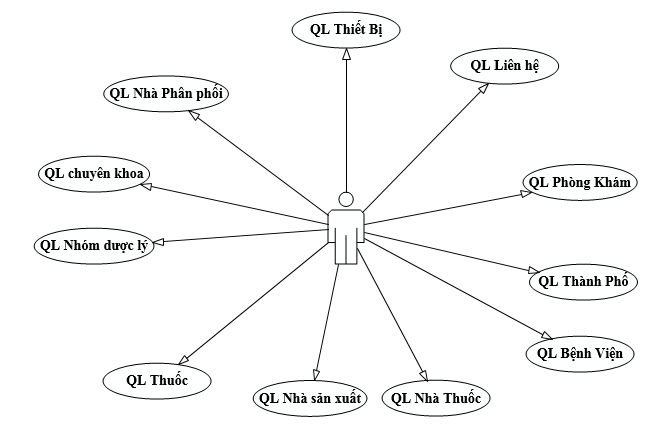 QL Thiết Bị
QL Liên hệ
QL Nhà Phân phối
QL chuyên khoa
QL Phòng Khám
QL Nhóm dược lý
QL Thành Phố
QL Bệnh Viện
QL Thuốc
QL Nhà sản xuất
QL Nhà Thuốc